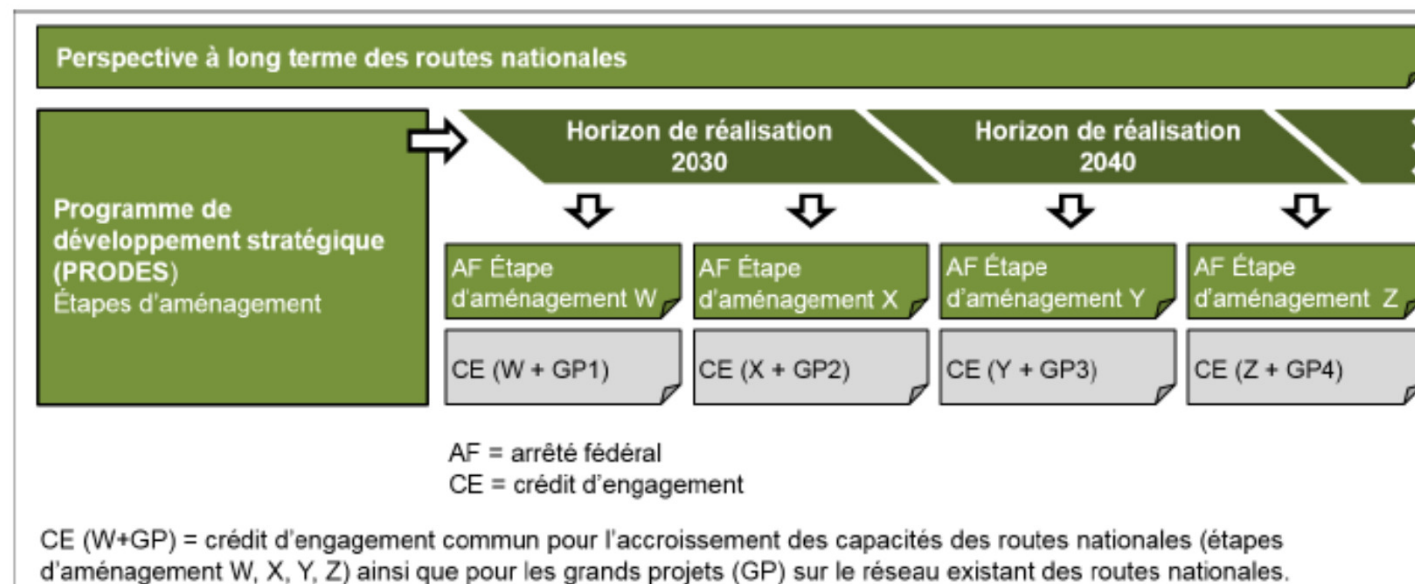 Perspective à long terme des routes nationales
Horizon de réalisation
2030
Horizon de réalisation
2040
Programme de
développement stratégique
(PRODES)
Étapes d'aménagement
AF Étape
d'aménagement W
AF Étape
d'aménagement X
AF Étape
d'aménagement Y
AF Étape
d'aménagement Z
CE (W + GP1)
CE (X + GP2)
CE (Y + GP3)
CE (Z + GP4)
AF = arrêté fédéral
CE = crédit d'engagement
CE (W+GP) = crédit d'engagement commun pour l'accroissement des capacités des routes nationales (étapes
d'aménagement W, X, Y, Z) ainsi que pour les grands projets (GP) sur le réseau existant des routes nationales.